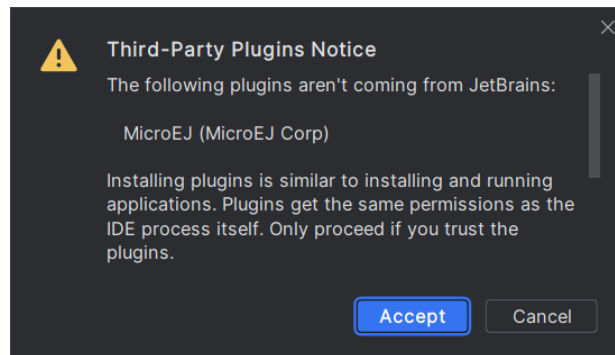 Third-Party Plugins Notice
The following plugins aren't coming from JetBrains:
MicroEJ (MicroEJ Corp)
Installing plugins is similar to installing and running
applications. Plugins get the same permissions as the
IDE process itself. Only proceed if you trust the
plugins.
Accept Cancel